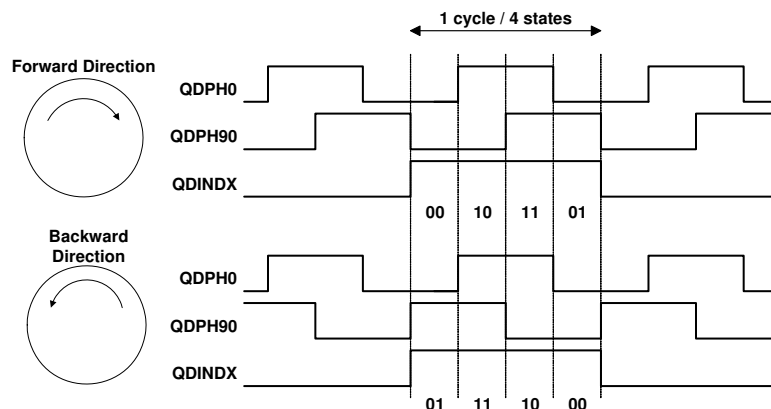 1 cycle / 4 states
Forward Direction
QDPH0
QDPH90
QDINDX
00 10 11 01
Backward
Direction
QDPH0
QDPH90
QDINDX
01 11 10 00